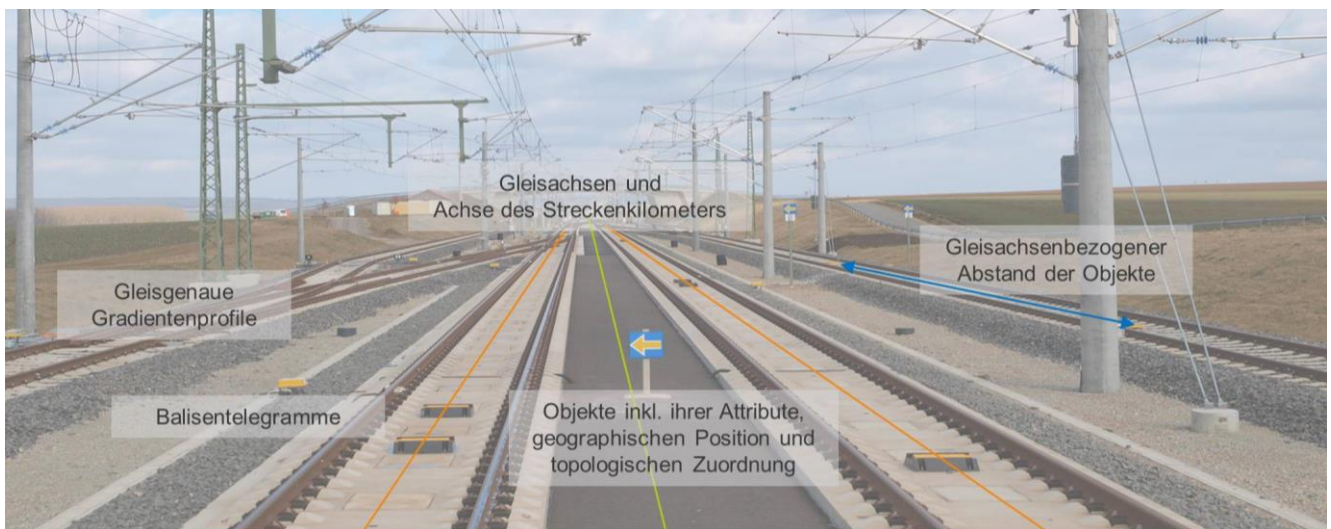 Gleisachsen und
Achse des Streckenkilometers
Gleisachsenbezogener
Abstand der Objekte
Gleisgenaue
Gradientenprofile
Balisentelegramme
Objekte inkl. ihrer Attribute,
geographischen Position und
topologischen Zuordnung